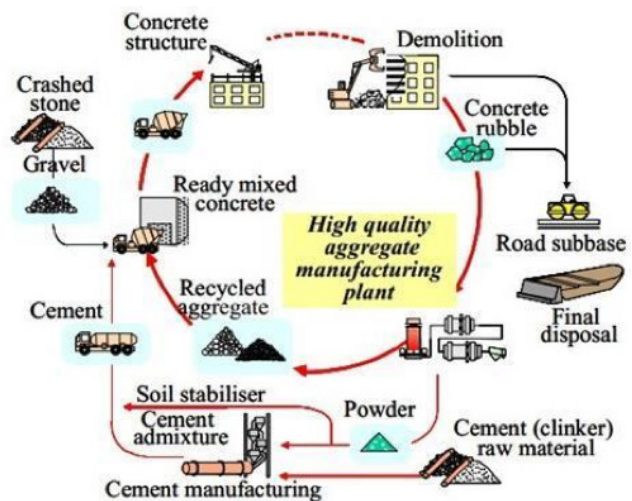 Concrete
structure
Demolition
Crashed
stone
Gravel
Concrete
rubble
Ready mixed
concrete
High quality
aggregate
manufacturing
plant
Road subbase
Recycled
aggregate
Cement
Final
disposal
Soil stabiliser
Cement
admixture
Powder
Cement (clinker)
raw material
Cement manufacturing